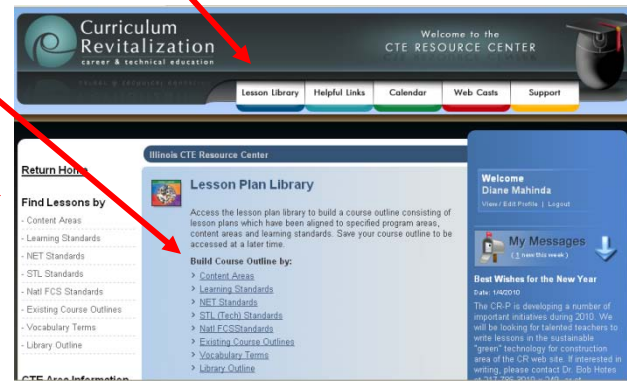 Curriculum
Revitalization
career & technical education
Welcome to the
CTE RESOURCE CENTER
Lesson Library Helpful Links Calendar Web Casts Support
Illinois CTE Resource Center
Return Home
Find Lessons by
- Content Areas
- Learning Standards
- NET Standards
- STL Standards
- Natl FCS Standards
- Existing Course Outlines
- Vocabulary Terms
- Library Outline
CTE Area Information
Lesson Plan Library
Access the lesson plan library to build a course outline consisting of
lesson plans which have been aligned to specified program areas,
content areas and learning standards. Save your course outline to be
accessed at a later time.
Build Course Outline by:
> Content Areas
> Learning Standards
> NET Standards
> STL (Tech) Standards
> Natl FCSStandards
> Existing Course Outlines
> Vocabulary Terms
> Library Outline
Welcome
Diane Mahinda
View / Edit Profile | Logout
My Messages
( 1 new this week )
Best Wishes for the New Year
Date: 1/4/2010
The CR-P is developing a number of
important initiatives during 2010. We
will be looking for talented teachers to
write lessons in the sustainable
"green" technology for construction
area of the CR web site. If interested in
writing, please contact Dr. Bob Hotes